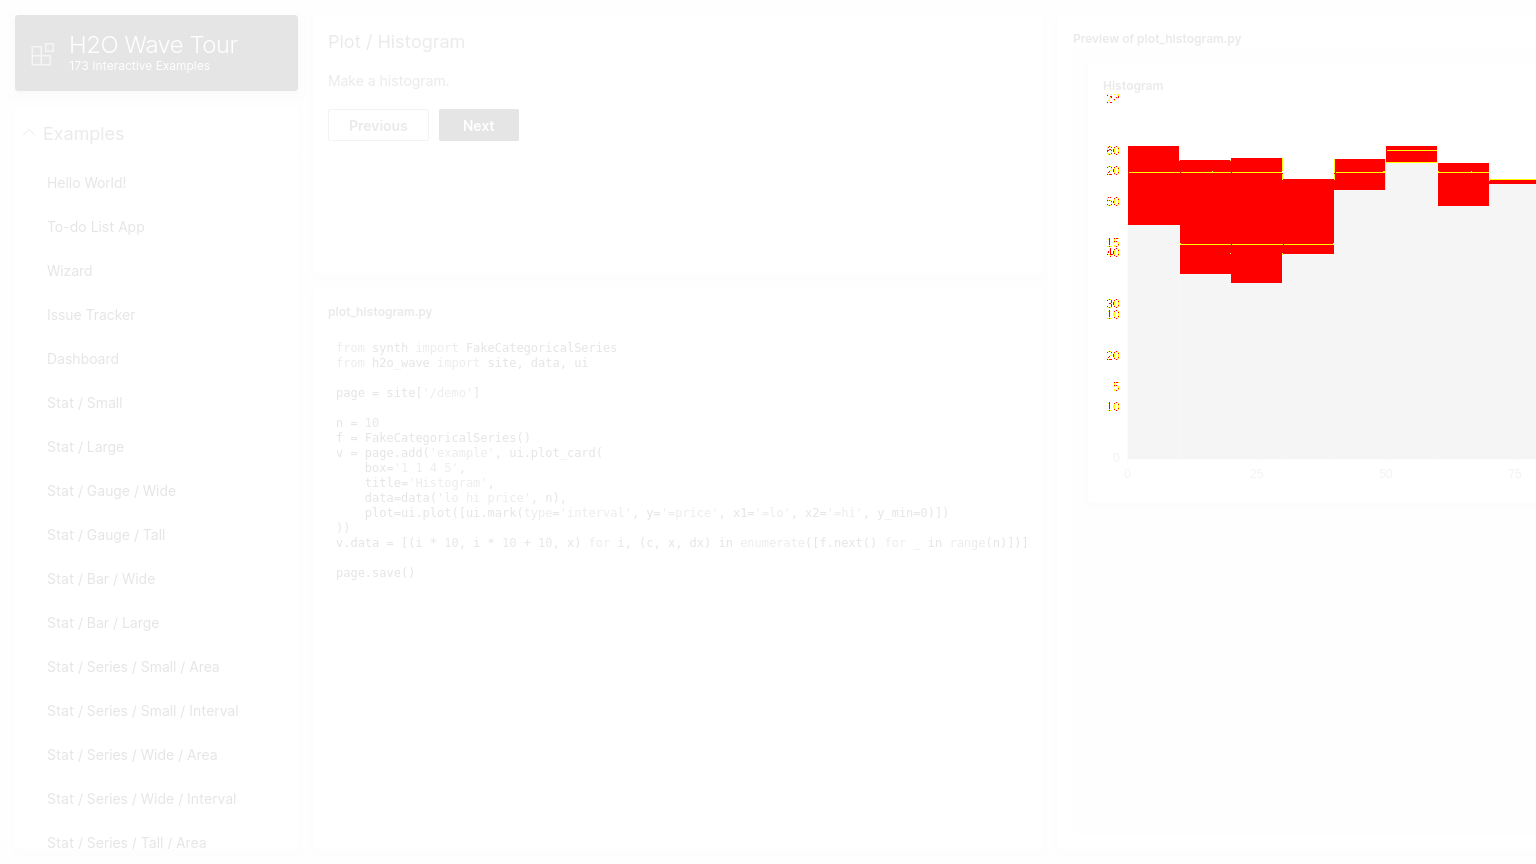 H2O Wave Tour
173 Interactive Examples
Examples
Hello World!
To-do List App
Wizard
Issue Tracker
Dashboard
Stat / Small
Stat / Large
Stat / Gauge / Wide
Stat / Gauge / Tall
Stat / Bar / Wide
Stat / Bar / Large
Stat / Series / Small / Area
Stat / Series / Small / Interval
Stat / Series / Wide / Area
Stat / Series / Wide / Interval
Stat / Series / Tall / Area
Plot / Histogram
Make a histogram.
Previous
Next
plot_histogram.py
from synth import FakeCategoricalSeries
from h2o_wave import site, data, ui
page = site['/demo']
n = 10
f = FakeCategoricalSeries()
v = page.add('example', ui.plot_card(
    box='1 1 4 5',
    title='Histogram',
    data=data('lo hi price', n),
    plot=ui.plot([ui.mark(type='interval', y='=price', x1='=lo', x2='=hi', y_min=0)])
))
v.data = [(i * 10, i * 10 + 10, x) for i, (c, x, dx) in enumerate([f.next() for _ in range(n)])]
page.save()
Preview of plot_histogram.py
Histogram
60
20
50
15
40
30
10
20
5
10
0
0
25
50
75